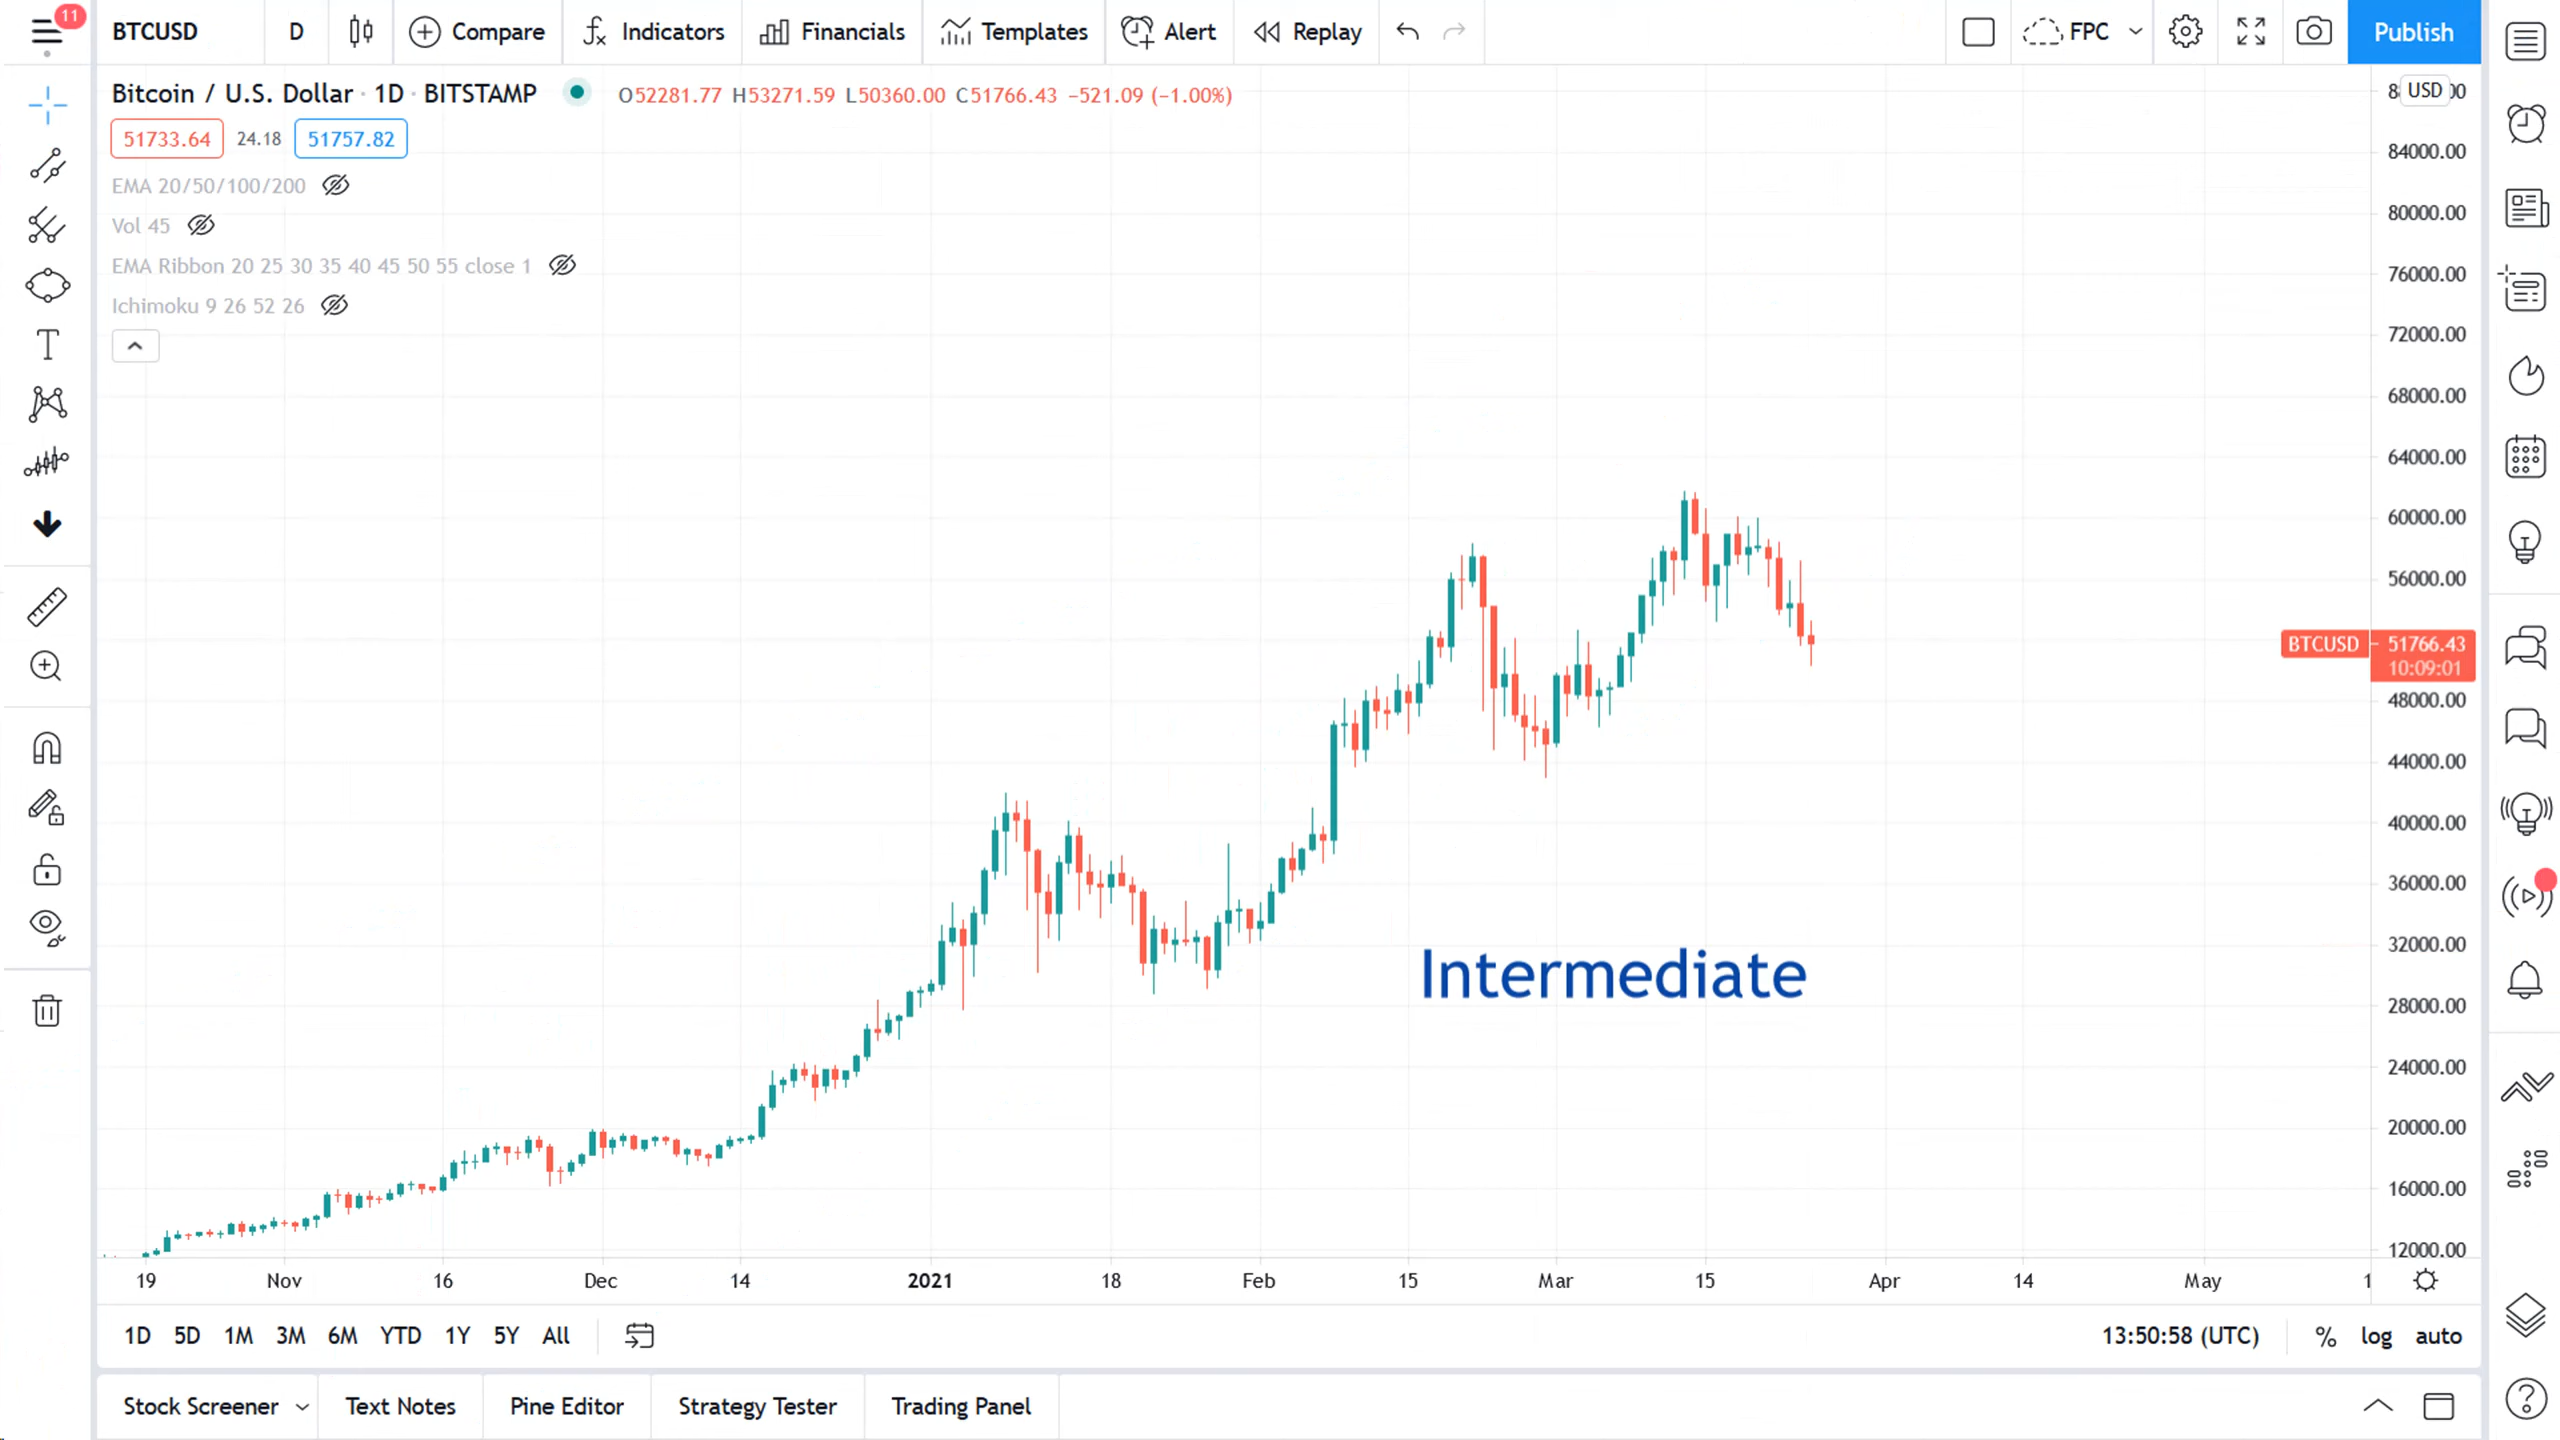 11
BTCUSD D Compare Indicators Financials Templates Alert Replay FPC Publish
Bitcoin / U.S. Dollar · 1D · BITSTAMP O52281.77 H53271.59 L50360.00 C51766.43 −521.09 (−1.00%)
USD
51733.64 24.18 51757.82
EMA 20/50/100/200
Vol 45
EMA Ribbon 20 25 30 35 40 45 50 55 close 1
Ichimoku 9 26 52 26
84000.00
80000.00
76000.00
72000.00
68000.00
64000.00
60000.00
56000.00
BTCUSD 51766.43
10:09:01
48000.00
44000.00
40000.00
36000.00
32000.00
Intermediate
28000.00
24000.00
20000.00
16000.00
12000.00
19 Nov 16 Dec 14 2021 18 Feb 15 Mar 15 Apr 14 May 1
1D 5D 1M 3M 6M YTD 1Y 5Y All 13:50:58 (UTC) % log auto
Stock Screener Text Notes Pine Editor Strategy Tester Trading Panel